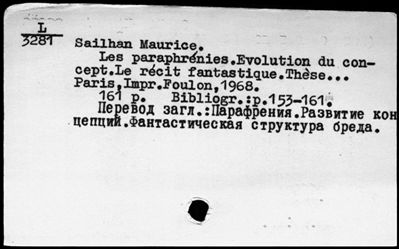 L
3281
Sailhan Maurice.
Les paraphrénies.Evolution du con-
cept.Le récit fantastique.Thèse...
Paris,Impr.Foulon,1968.
161 p. Bibliogr.:p.153-161.
Перевод загл.:Парафрения.Развитие кон
цепций.Фантастическая структура бреда.